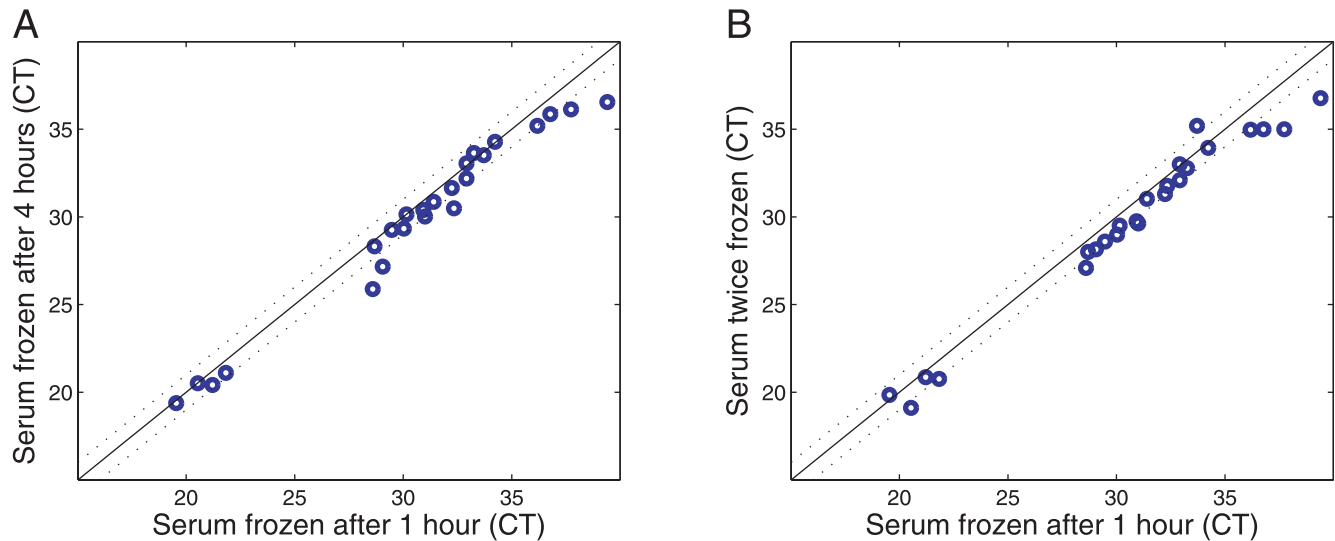 A
Serum frozen after 4 hours (CT)
35
30
25
20
20 25 30 35
Serum frozen after 1 hour (CT)
B
Serum twice frozen (CT)
35
30
25
20
20 25 30 35
Serum frozen after 1 hour (CT)